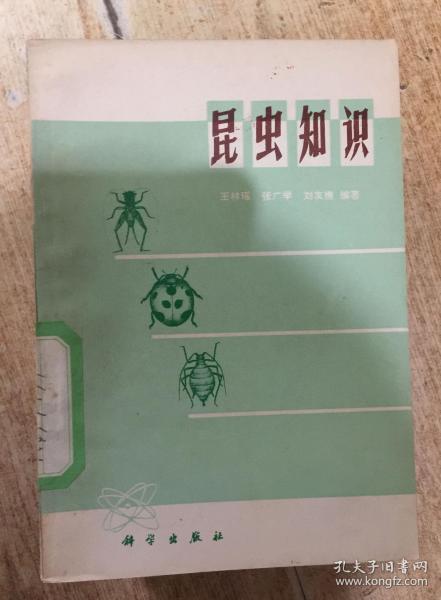 昆虫知识
王林瑶 张广学 刘友樵 编著
科学出版社
孔夫子旧书网
www.kongfz.com